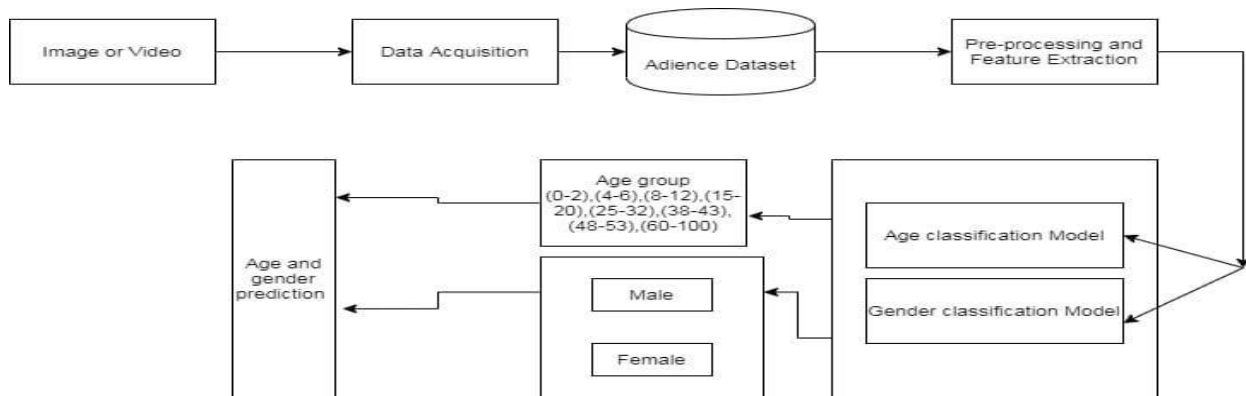 Image or Video
Data Acquisition
Adience Dataset
Pre-processing and
Feature Extraction
Age group
(0-2),(4-6),(8-12),(15-
20),(25-32),(38-43),
(48-53),(60-100)
Age classification Model
Gender classification Model
Male
Female
Age and
gender
prediction